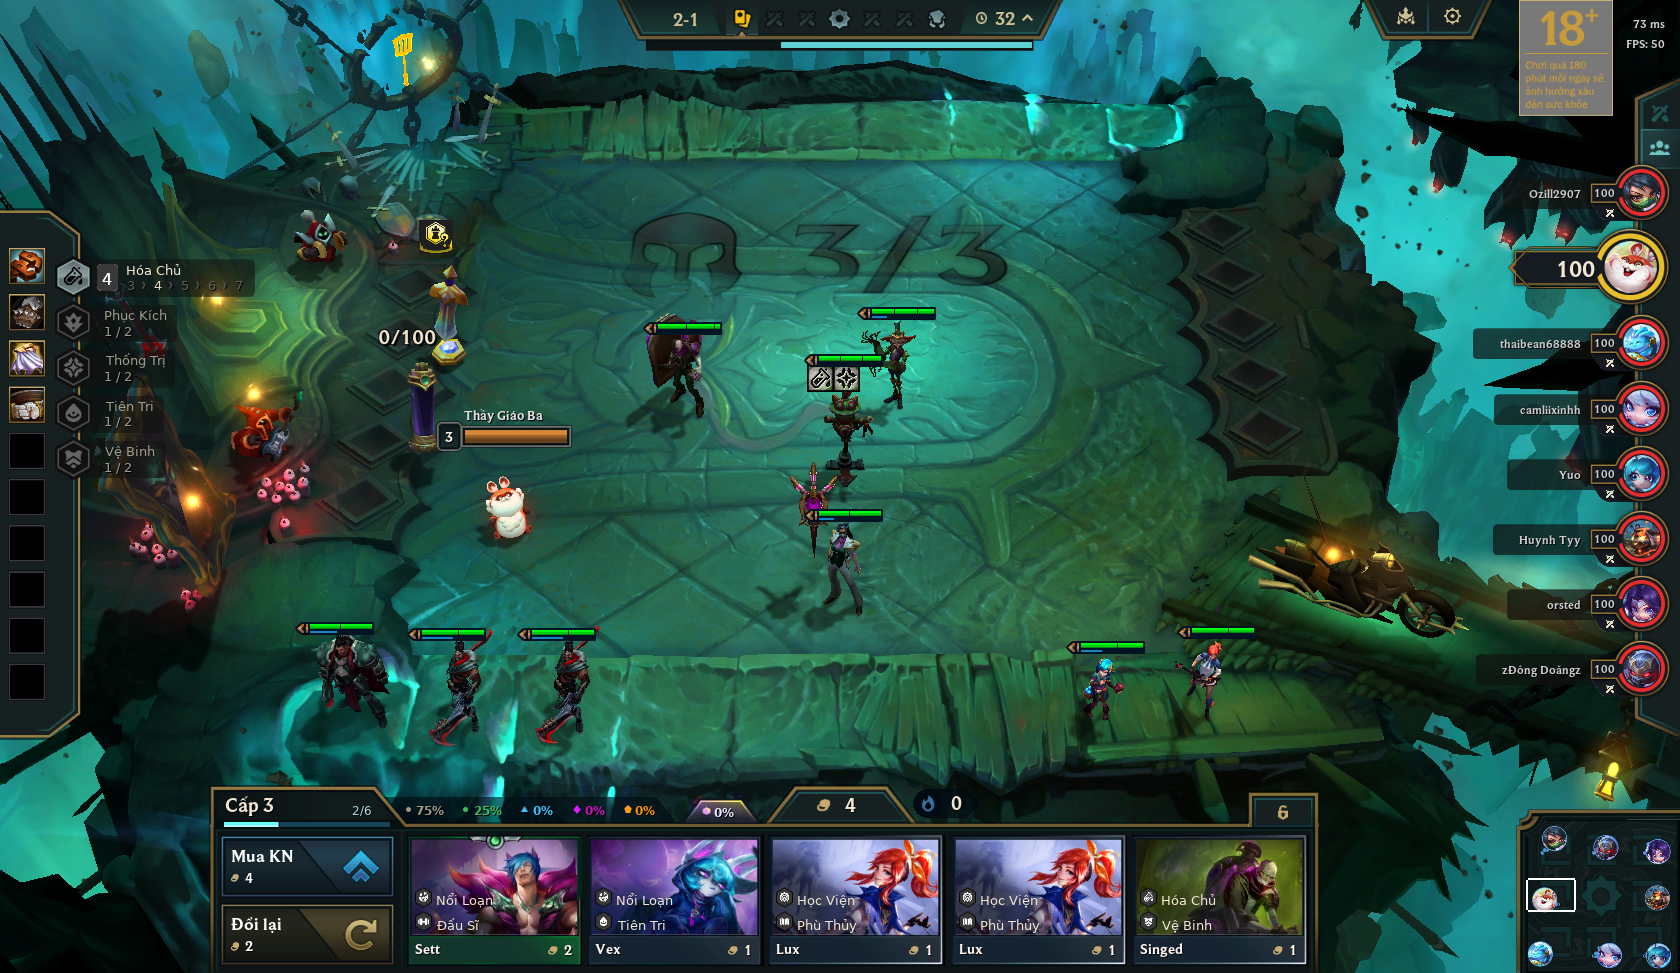 2-1
32
18+
Chơi quá 180
phút mỗi ngày sẽ
ảnh hưởng xấu
đến sức khỏe
73 ms
FPS: 50
3/3
Ozill2907
100
100
thaibean68888
100
camliixinhh
100
Yuo
100
Huynh Tyy
100
orsted
100
zĐông Doãngz
100
4
Hóa Chủ
3 › 4 › 5 › 6 › 7
Phục Kích
1 / 2
Thống Trị
1 / 2
Tiên Tri
1 / 2
Vệ Binh
1 / 2
0/100
Thầy Giáo Ba
3
Cấp 3
2/6
75%
25%
0%
0%
0%
0%
4
0
6
Mua KN
4
Đổi lại
2
Nổi Loạn
Đấu Sĩ
Sett
2
Nổi Loạn
Tiên Tri
Vex
1
Học Viện
Phù Thủy
Lux
1
Học Viện
Phù Thủy
Lux
1
Hóa Chủ
Vệ Binh
Singed
1